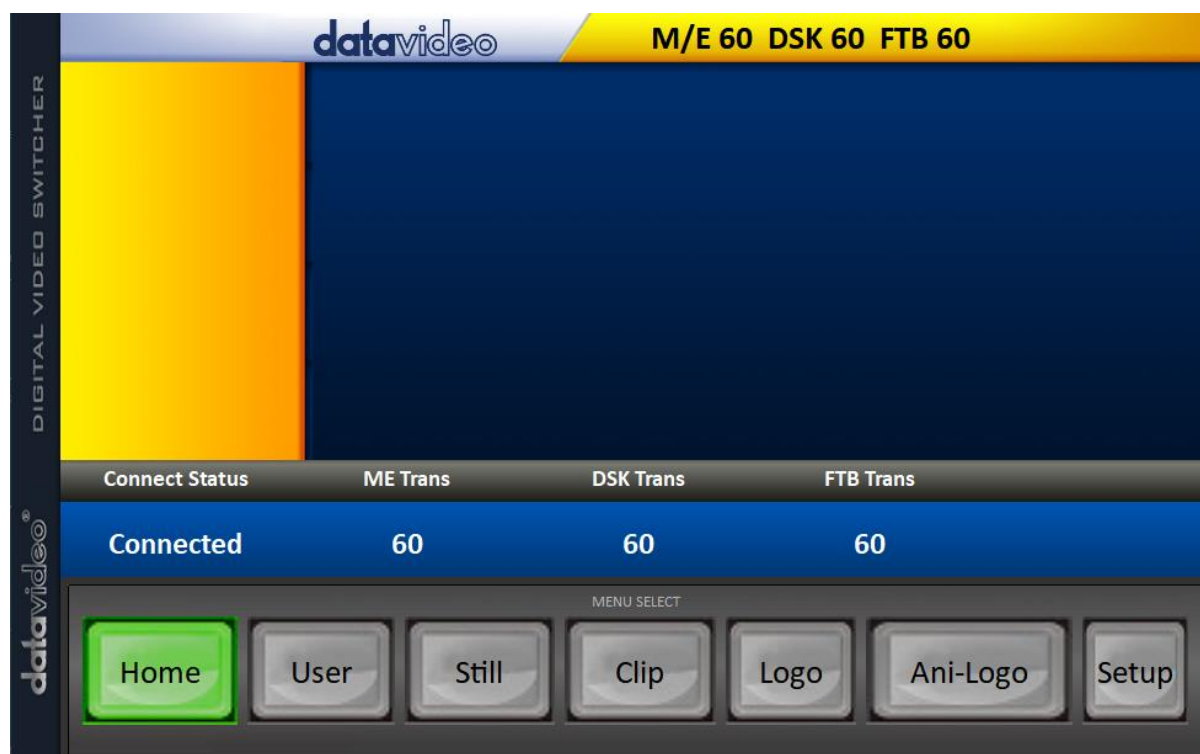 datavideo
M/E 60 DSK 60 FTB 60
DIGITAL VIDEO SWITCHER
datavideo®
Connect Status ME Trans DSK Trans FTB Trans
Connected 60 60 60
MENU SELECT
Home User Still Clip Logo Ani-Logo Setup